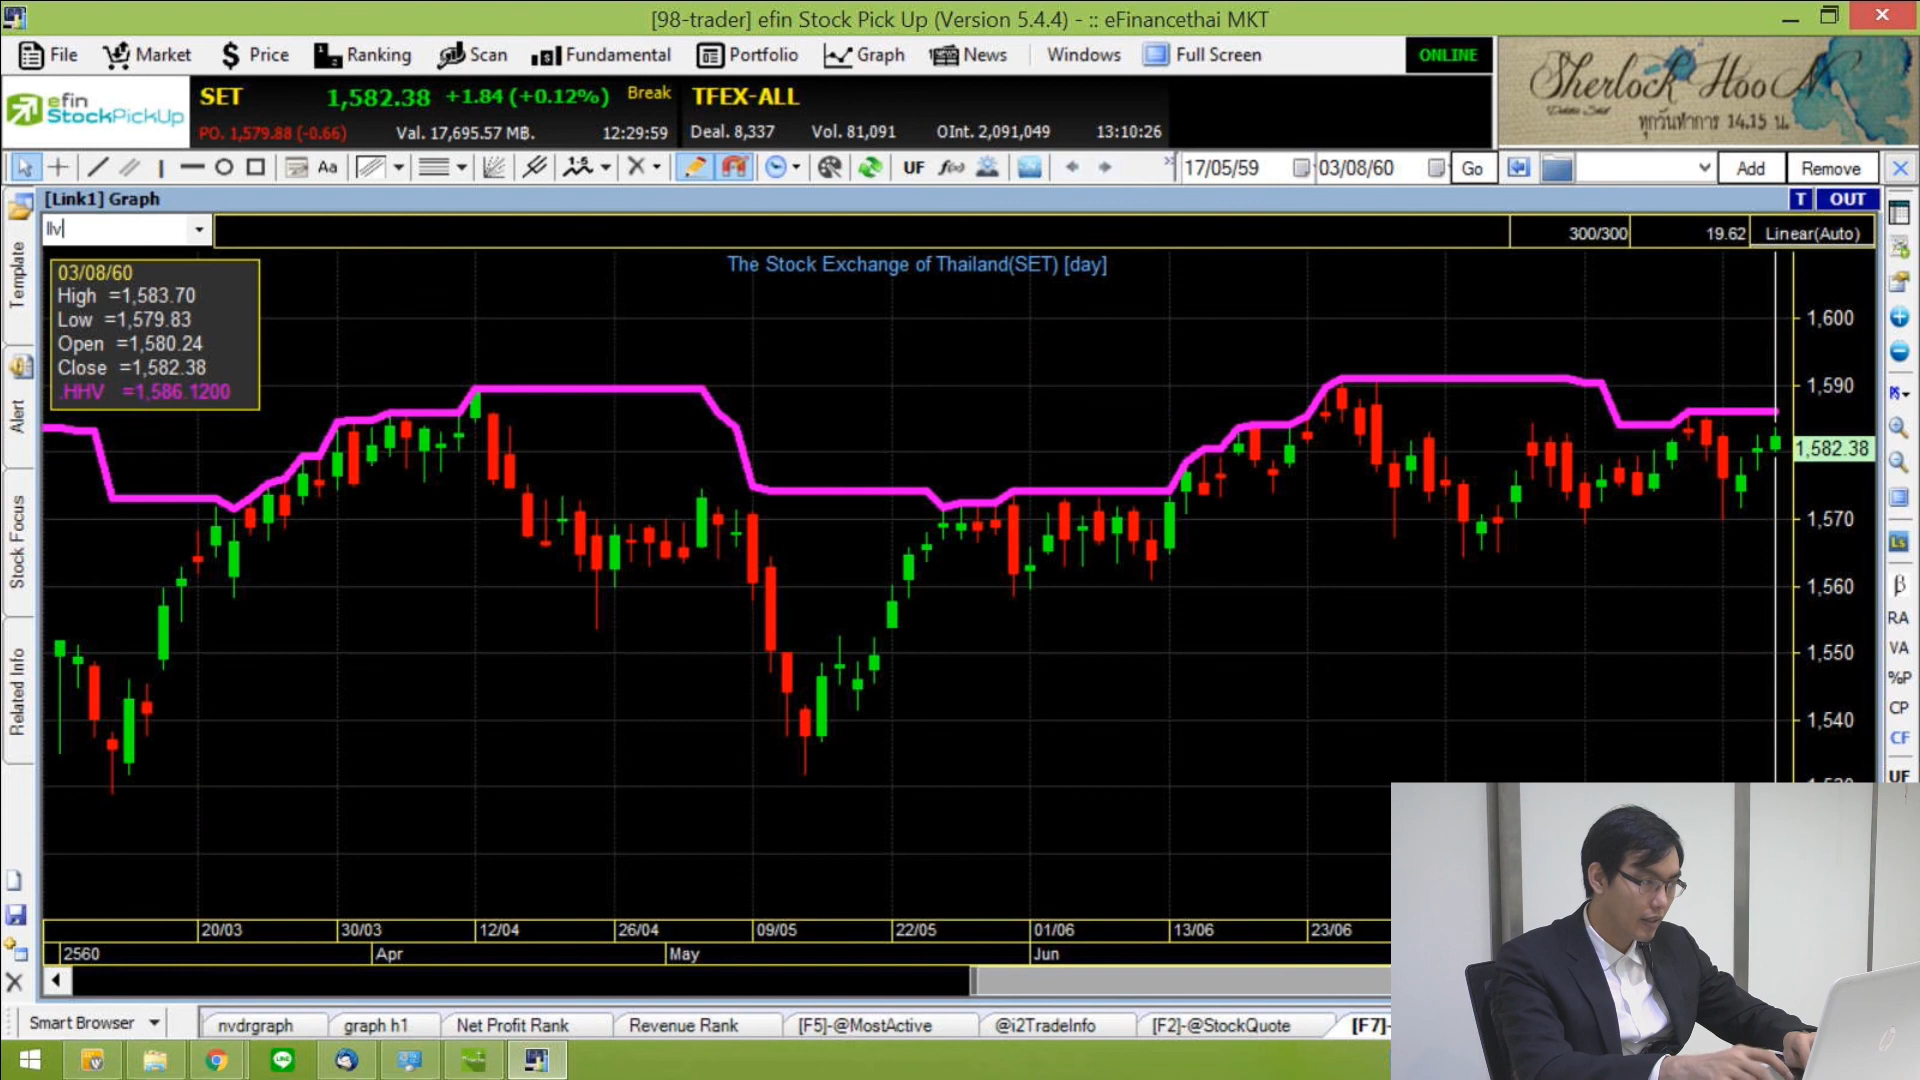 [98-trader] efin Stock Pick Up (Version 5.4.4) - :: eFinancethai MKT
File Market Price Ranking Scan Fundamental Portfolio Graph News Windows Full Screen ONLINE
Sherlock HooN
ทุกวันทำการ 14.15 น.
efin
StockPickUp
SET 1,582.38 +1.84 (+0.12%) Break TFEX-ALL
PO. 1,579.88 (-0.66) Val. 17,695.57 MB. 12:29:59 Deal. 8,337 Vol. 81,091 OInt. 2,091,049 13:10:26
Aa 1-5 UF f(x) 17/05/59 03/08/60 Go Add Remove
[Link1] Graph T OUT
llv 300/300 19.62 Linear(Auto)
The Stock Exchange of Thailand(SET) [day]
03/08/60
High =1,583.70
Low =1,579.83
Open =1,580.24
Close =1,582.38
.HHV =1,586.1200
Template
Alert
Stock Focus
Related Info
1,600
1,590
1,582.38
1,570
1,560
1,550
1,540
Ls
β
RA
VA
%P
CP
CF
UF
20/03 30/03 12/04 26/04 09/05 22/05 01/06 13/06 23/06
2560 Apr May Jun
Smart Browser nvdrgraph graph h1 Net Profit Rank Revenue Rank [F5]-@MostActive @i2TradeInfo [F2]-@StockQuote [F7]-
LINE